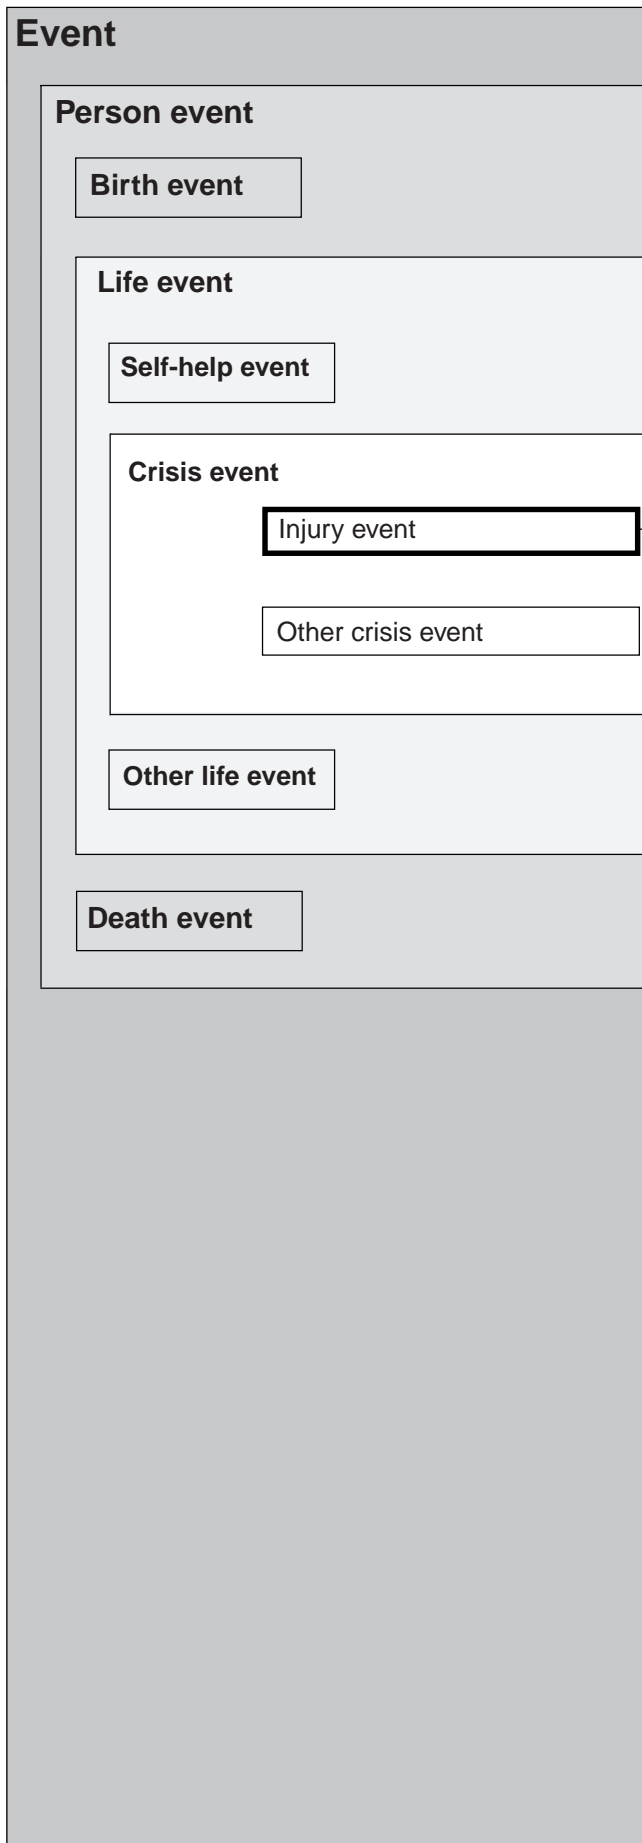 Event
Person event
Birth event
Life event
Self-help event
Crisis event
Injury event
Other crisis event
Other life event
Death event